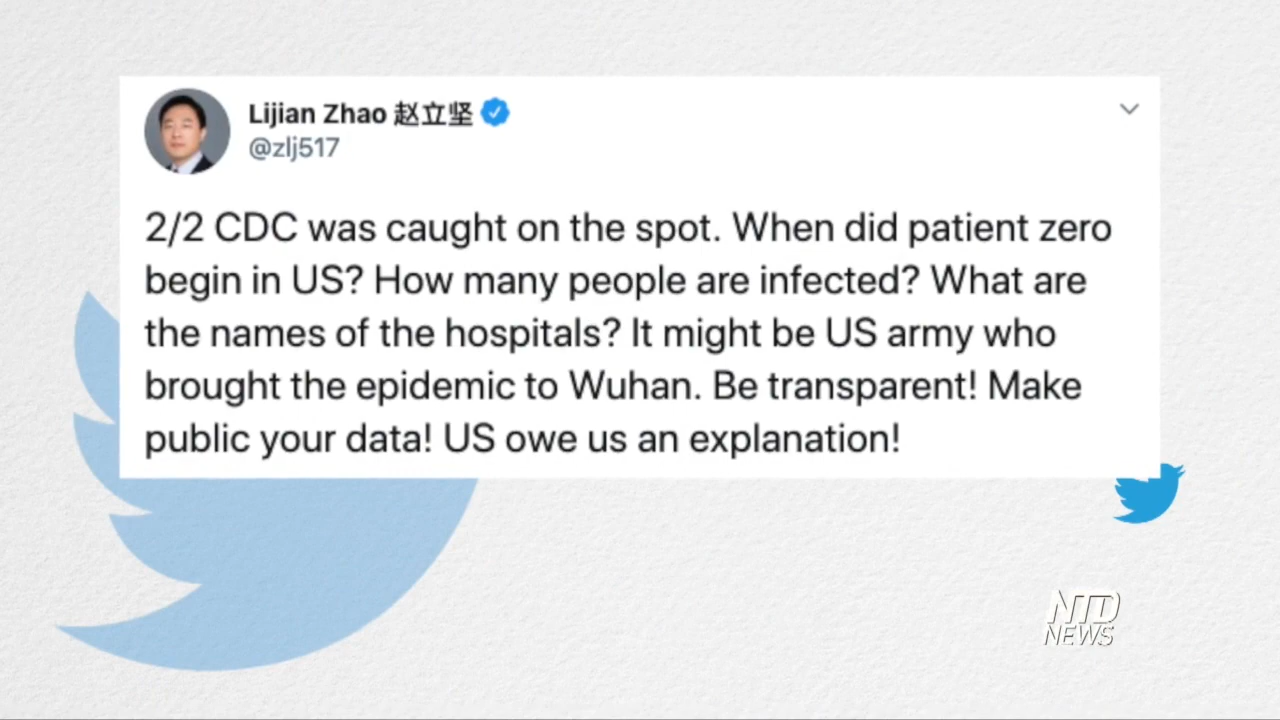 Lijian Zhao 赵立坚
@zlj517
2/2 CDC was caught on the spot. When did patient zero
begin in US? How many people are infected? What are
the names of the hospitals? It might be US army who
brought the epidemic to Wuhan. Be transparent! Make
public your data! US owe us an explanation!
NTD
NEWS